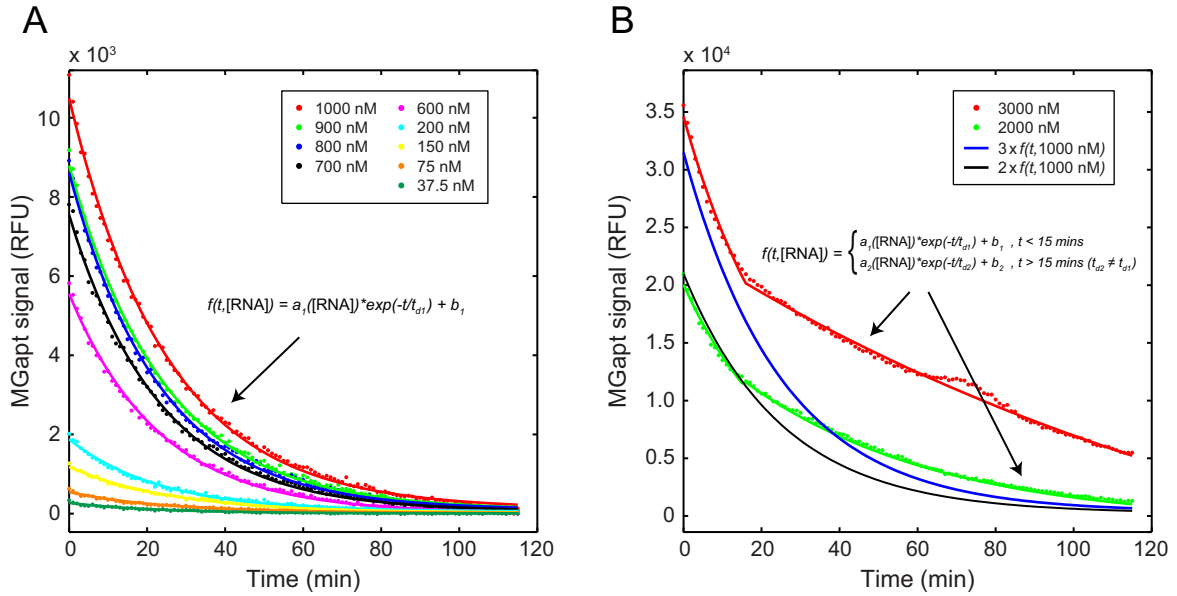 A
x 10³
MGapt signal (RFU)
10
8
6
4
2
0
0 20 40 60 80 100 120
Time (min)
1000 nM
900 nM
800 nM
700 nM
600 nM
200 nM
150 nM
75 nM
37.5 nM
f(t,[RNA]) = a₁([RNA])*exp(-t/t_d1) + b₁
B
x 10⁴
MGapt signal (RFU)
3.5
3.0
2.5
2.0
1.5
1.0
0.5
0
0 20 40 60 80 100 120
Time (min)
3000 nM
2000 nM
3 x f(t,1000 nM)
2 x f(t,1000 nM)
f(t,[RNA]) = {
a₁([RNA])*exp(-t/t_d1) + b₁ , t < 15 mins
a₂([RNA])*exp(-t/t_d2) + b₂ , t > 15 mins (t_d2 ≠ t_d1)